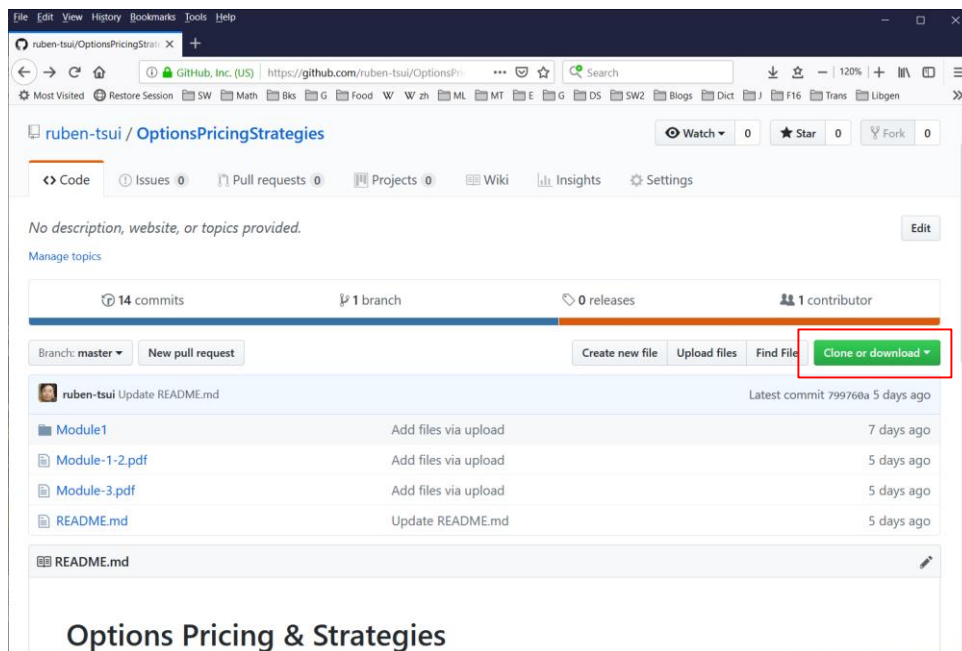 File Edit View History Bookmarks Tools Help
ruben-tsui/OptionsPricingStrat
GitHub, Inc. (US) https://github.com/ruben-tsui/OptionsPri Search 120%
Most Visited Restore Session SW Math Bks G Food W W zh ML MT E G DS SW2 Blogs Dict J F16 Trans Libgen
ruben-tsui / OptionsPricingStrategies Watch 0 Star 0 Fork 0
Code Issues 0 Pull requests 0 Projects 0 Wiki Insights Settings
No description, website, or topics provided. Edit
Manage topics
14 commits 1 branch 0 releases 1 contributor
Branch: master New pull request Create new file Upload files Find File Clone or download
ruben-tsui Update README.md Latest commit 799760a 5 days ago
Module1 Add files via upload 7 days ago
Module-1-2.pdf Add files via upload 5 days ago
Module-3.pdf Add files via upload 5 days ago
README.md Update README.md 5 days ago
README.md
Options Pricing & Strategies